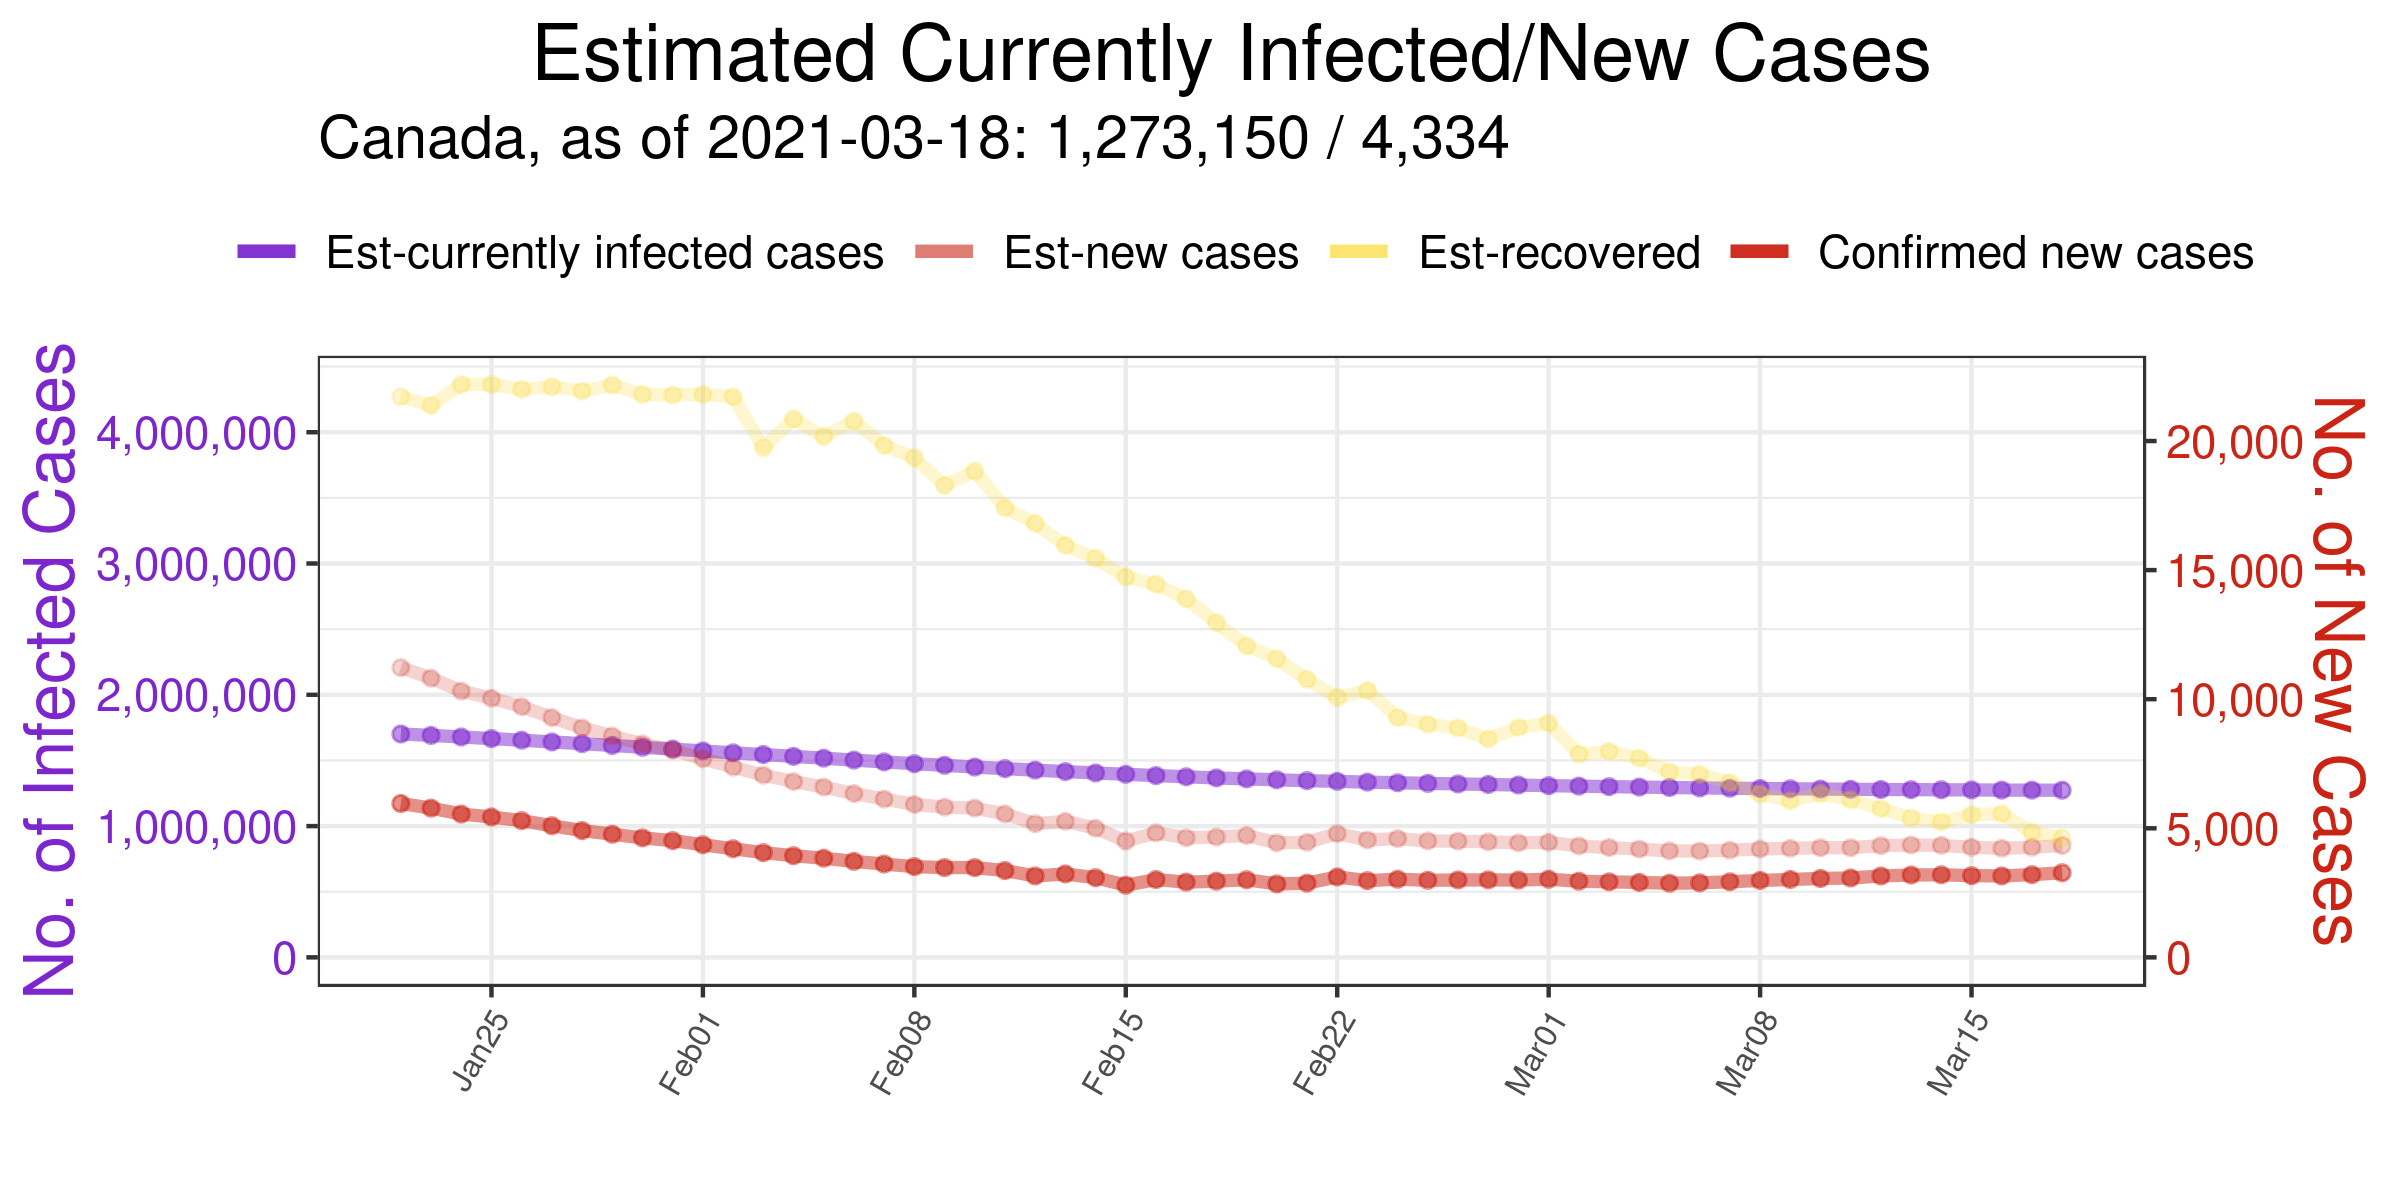 Estimated Currently Infected/New Cases
Canada, as of 2021-03-18: 1,273,150 / 4,334
Est-currently infected cases Est-new cases Est-recovered Confirmed new cases
No. of Infected Cases
4,000,000
3,000,000
2,000,000
1,000,000
0
20,000
15,000
10,000
5,000
0
No. of New Cases
Jan25 Feb01 Feb08 Feb15 Feb22 Mar01 Mar08 Mar15